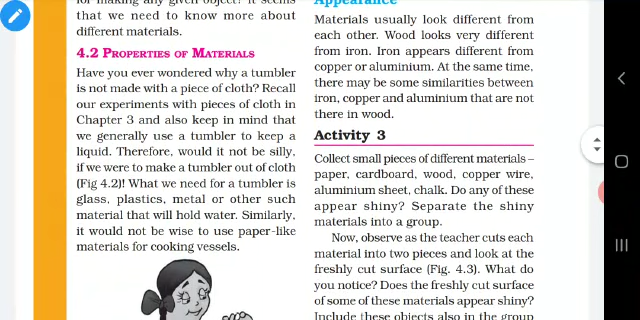 for making any given object? It seems
that we need to know more about
different materials.
4.2 PROPERTIES OF MATERIALS
Have you ever wondered why a tumbler
is not made with a piece of cloth? Recall
our experiments with pieces of cloth in
Chapter 3 and also keep in mind that
we generally use a tumbler to keep a
liquid. Therefore, would it not be silly,
if we were to make a tumbler out of cloth
(Fig 4.2)! What we need for a tumbler is
glass, plastics, metal or other such
material that will hold water. Similarly,
it would not be wise to use paper-like
materials for cooking vessels.
Appearance
Materials usually look different from
each other. Wood looks very different
from iron. Iron appears different from
copper or aluminium. At the same time,
there may be some similarities between
iron, copper and aluminium that are not
there in wood.
Activity 3
Collect small pieces of different materials –
paper, cardboard, wood, copper wire,
aluminium sheet, chalk. Do any of these
appear shiny? Separate the shiny
materials into a group.
Now, observe as the teacher cuts each
material into two pieces and look at the
freshly cut surface (Fig. 4.3). What do
you notice? Does the freshly cut surface
of some of these materials appear shiny?
Include these objects also in the group